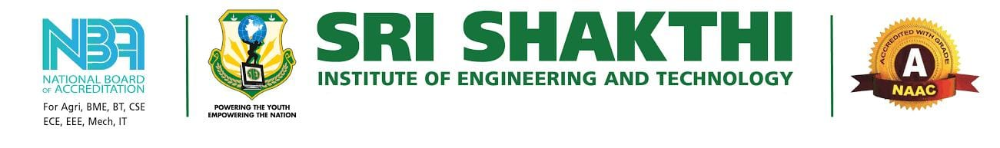 NBA
NATIONAL BOARD
OF ACCREDITATION
For Agri, BME, BT, CSE
ECE, EEE, Mech, IT
POWERING THE YOUTH
EMPOWERING THE NATION
SRI SHAKTHI
INSTITUTE OF ENGINEERING AND TECHNOLOGY
ACCREDITED WITH GRADE
A
NAAC